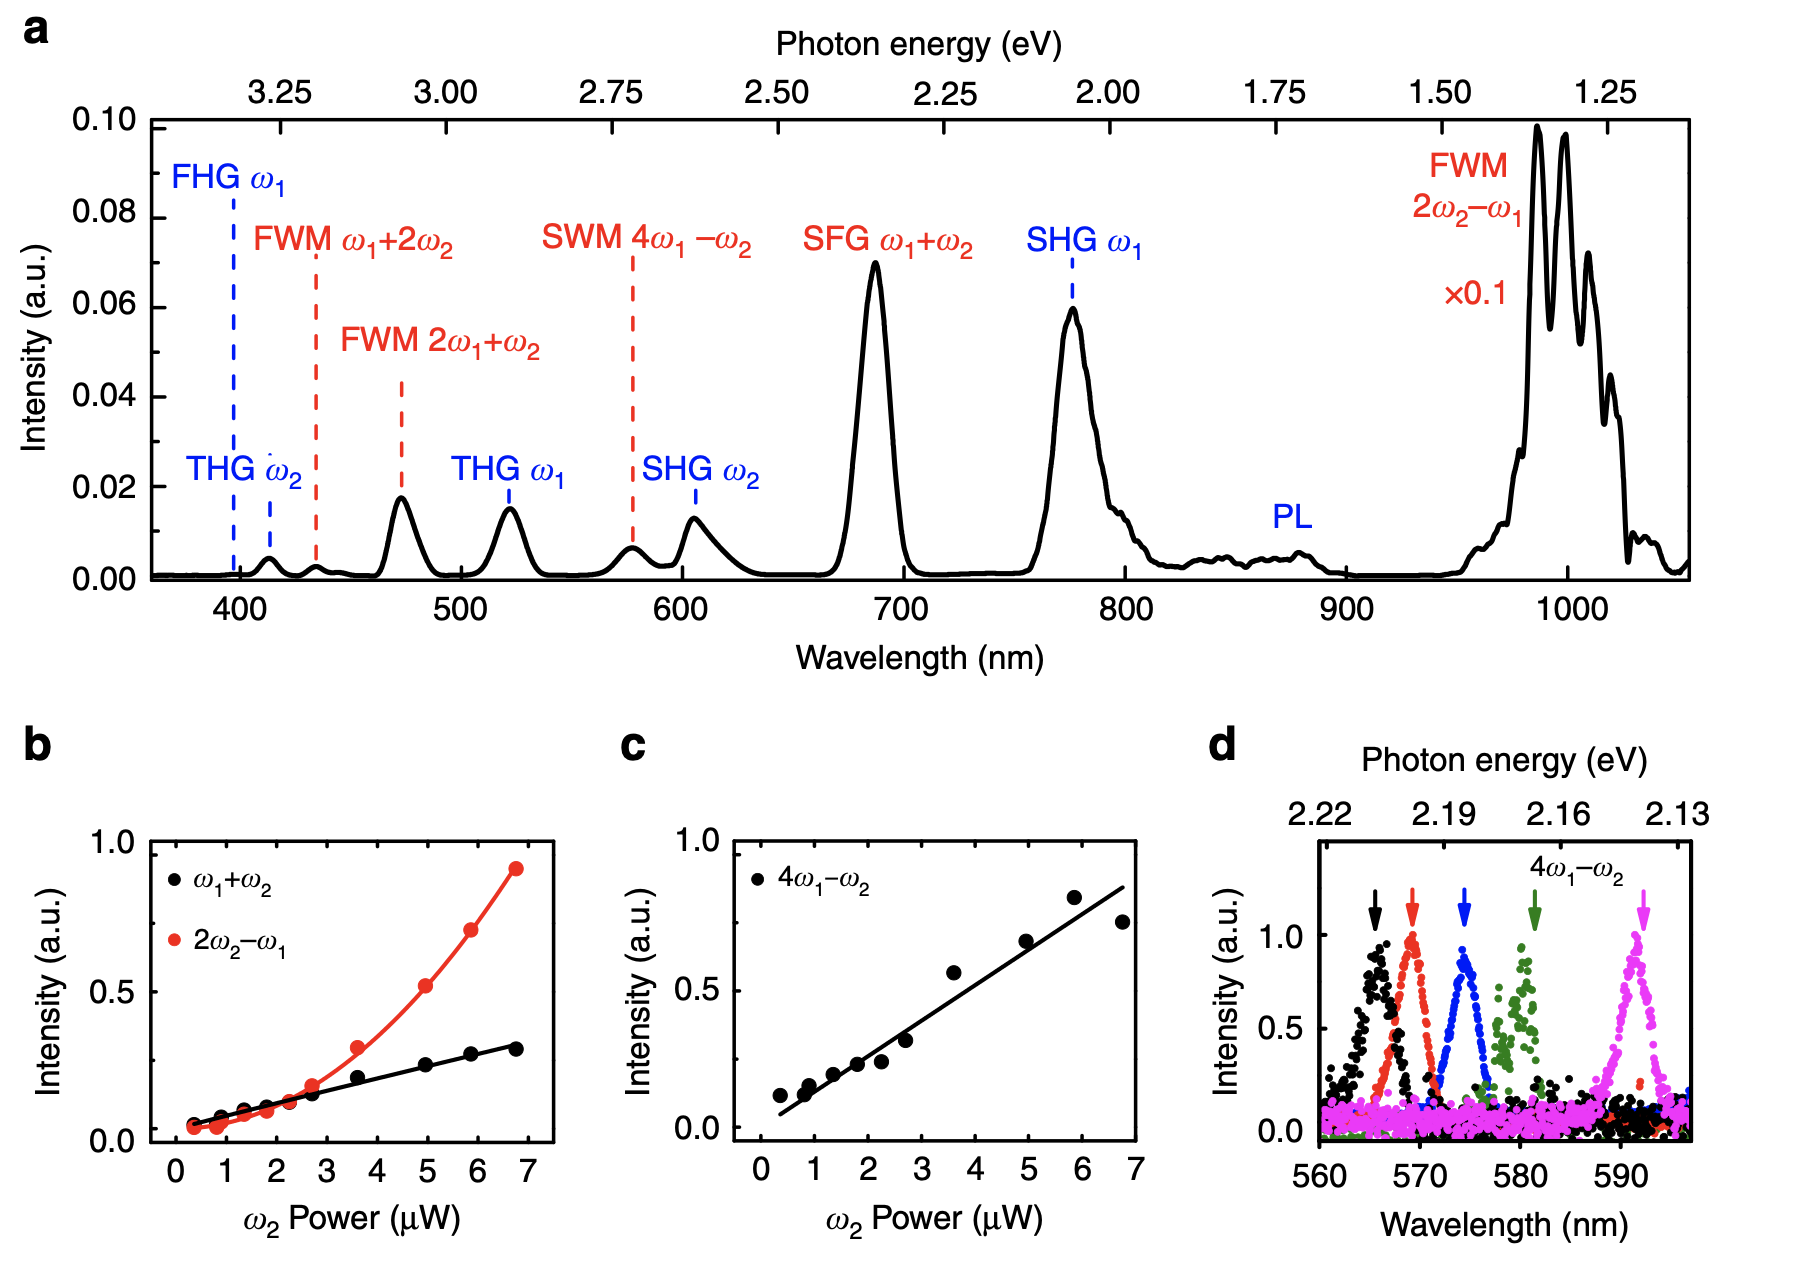 a
Photon energy (eV)
3.25 3.00 2.75 2.50 2.25 2.00 1.75 1.50 1.25
0.10
0.08
0.06
0.04
0.02
0.00
Intensity (a.u.)
FHG ω₁
FWM ω₁+2ω₂
FWM 2ω₁+ω₂
THG ω₂
THG ω₁
SWM 4ω₁ –ω₂
SHG ω₂
SFG ω₁+ω₂
SHG ω₁
PL
FWM
2ω₂–ω₁
×0.1
400 500 600 700 800 900 1000
Wavelength (nm)
b
1.0
0.5
0.0
Intensity (a.u.)
ω₁+ω₂
2ω₂–ω₁
0 1 2 3 4 5 6 7
ω₂ Power (μW)
c
1.0
0.5
0.0
Intensity (a.u.)
4ω₁–ω₂
0 1 2 3 4 5 6 7
ω₂ Power (μW)
d
Photon energy (eV)
2.22 2.19 2.16 2.13
4ω₁–ω₂
1.0
0.5
0.0
Intensity (a.u.)
560 570 580 590
Wavelength (nm)